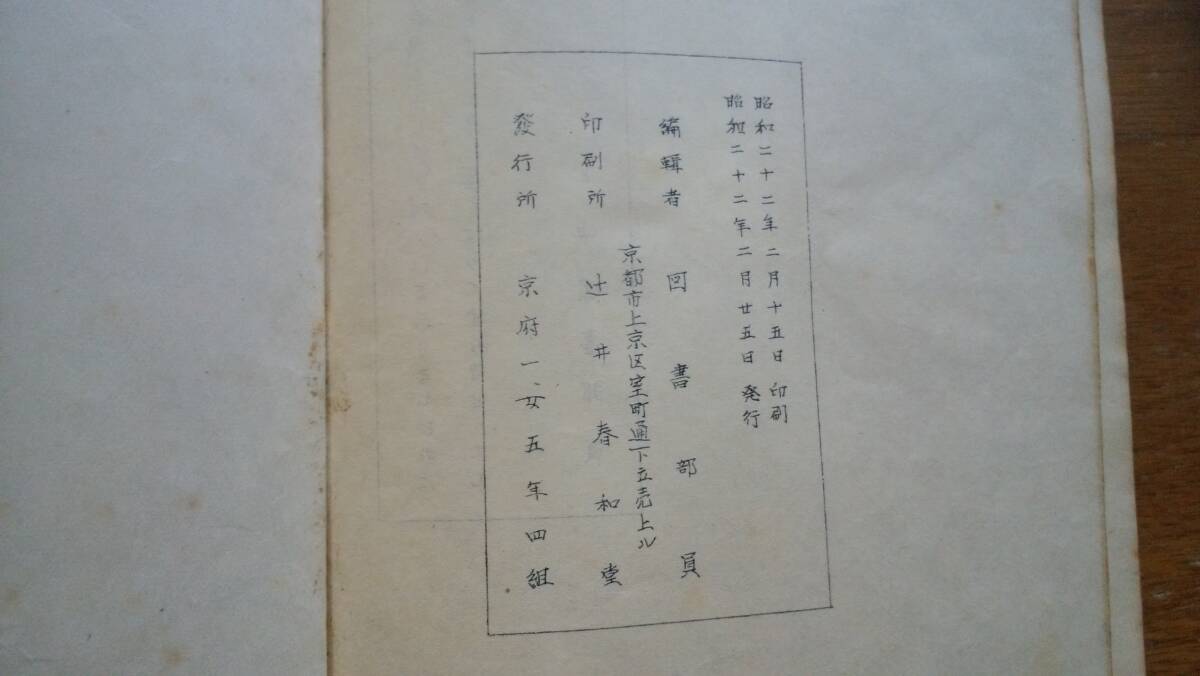 昭和二十二年二月十五日 印刷
昭和二十二年二月廿五日 発行
編輯者 図書部員
京都市上京区室町通下立売上ル
印刷所 辻井春和堂
發行所 京府一女五年四組